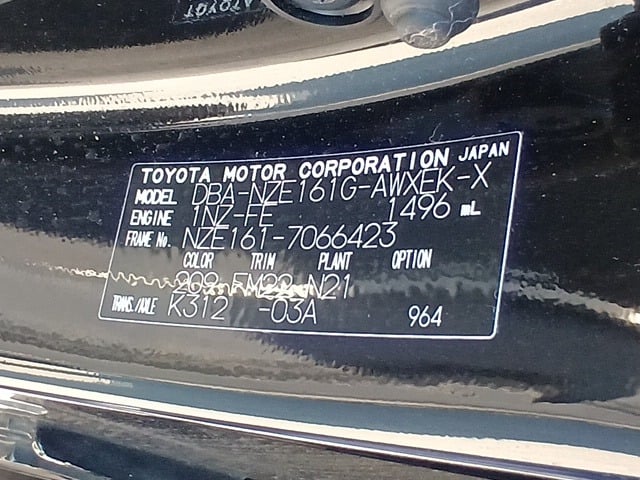 TOYOTA MOTOR CORPORATION JAPAN
MODEL DBA-NZE161G-AWXEK-X
ENGINE 1NZ-FE 1496 mL
FRAME No. NZE161-7066423
COLOR TRIM PLANT OPTION
209 FM22 N21
TRANS./AXLE K312 -03A 964